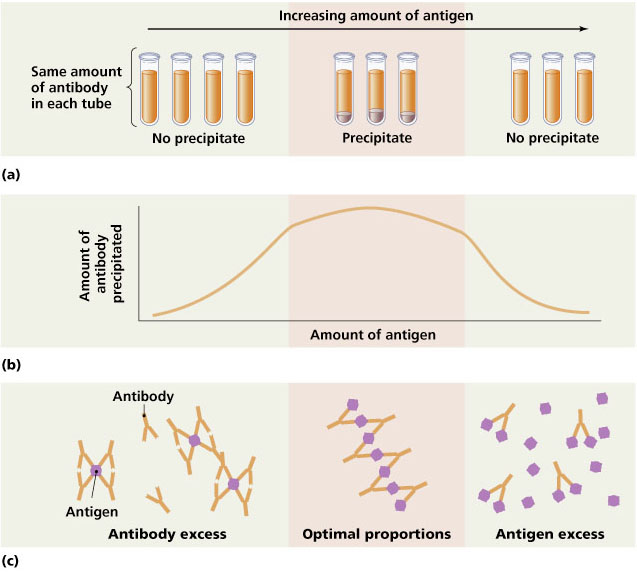 Increasing amount of antigen
Same amount
of antibody
in each tube
No precipitate
Precipitate
No precipitate
(a)
Amount of
antibody
precipitated
Amount of antigen
(b)
Antibody
Antigen
Antibody excess
Optimal proportions
Antigen excess
(c)